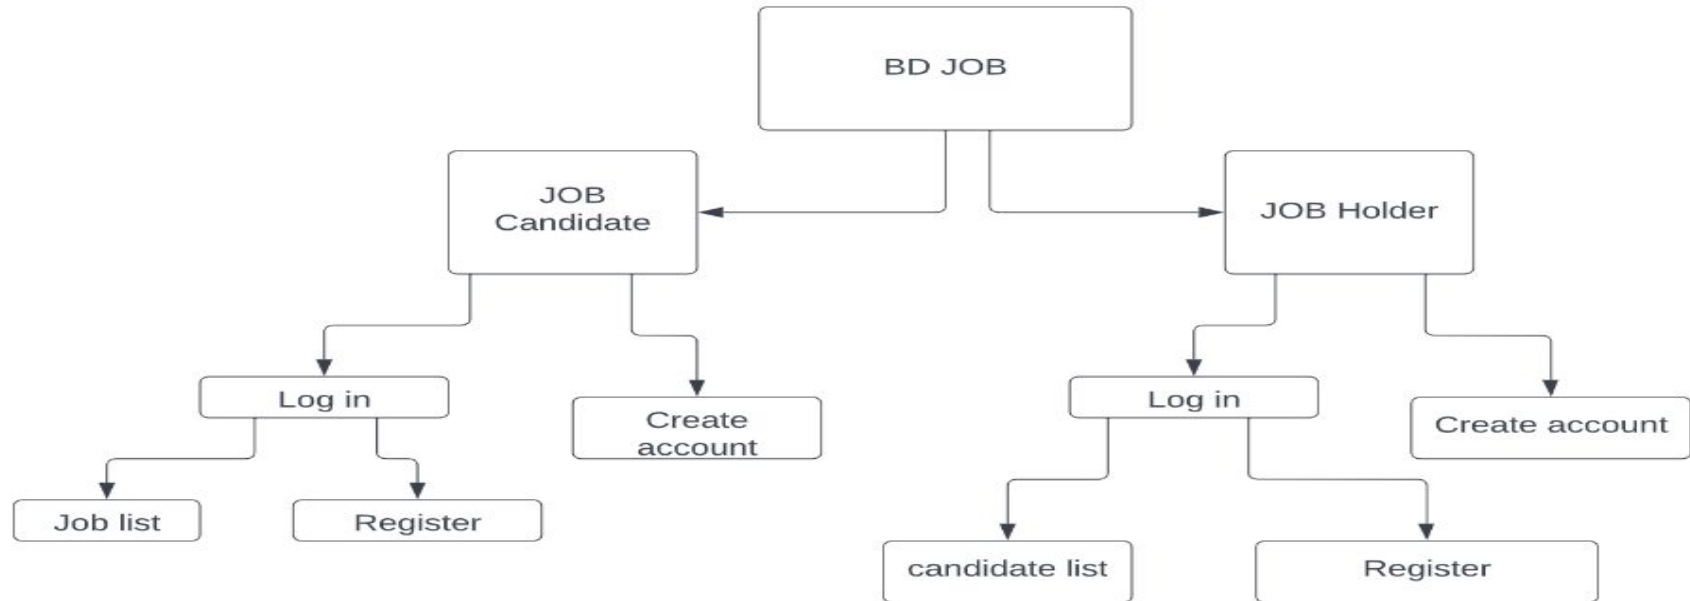 BD JOB
JOB
Candidate
JOB Holder
Log in
Create
account
Log in
Create account
Job list
Register
candidate list
Register